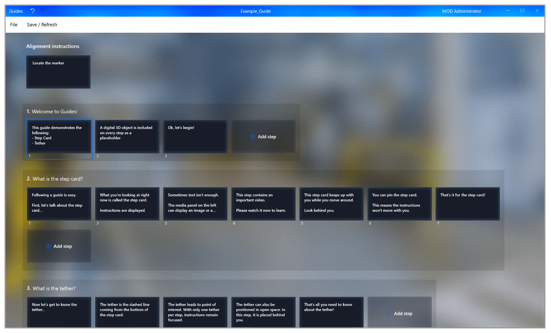 Guides
Example, Guide
MOD Administrator
File
Save / Refresh
Alignment instructions
Locate the marker
1. Welcome to Guides!
This guide demonstrates the
following:
- Step Card
- Tether
A digital 3D object is included
on every step as a
placeholder
Ok, let's begin!
Add step
1
2
3
2. What is the step card?
Following a guide is easy.
First, let's talk about the step
card...
What you're looking at right
now is called the step card.
Instructions are displayed.
Sometimes text isn't enough.
The media panel on the left
can display an image or a...
This step contains an
important video.
Please watch it now to learn.
This step card keeps up with
you while you move around.
Look behind you.
You can pin the step card.
This means the instructions
won't move with you.
That's it for the step card!
1
2
3
4
5
6
7
Add step
3. What is the tether?
Now let's get to know the
tether..
The tether is the dashed line
coming from the bottom of
the step card.
The tether leads to point of
interest. With only one tether
per step, instructions remain
focused.
The tether can also be
positioned in open space. In
this step, it is placed behind
you.
That's all you need to know
about the tether!
Add step